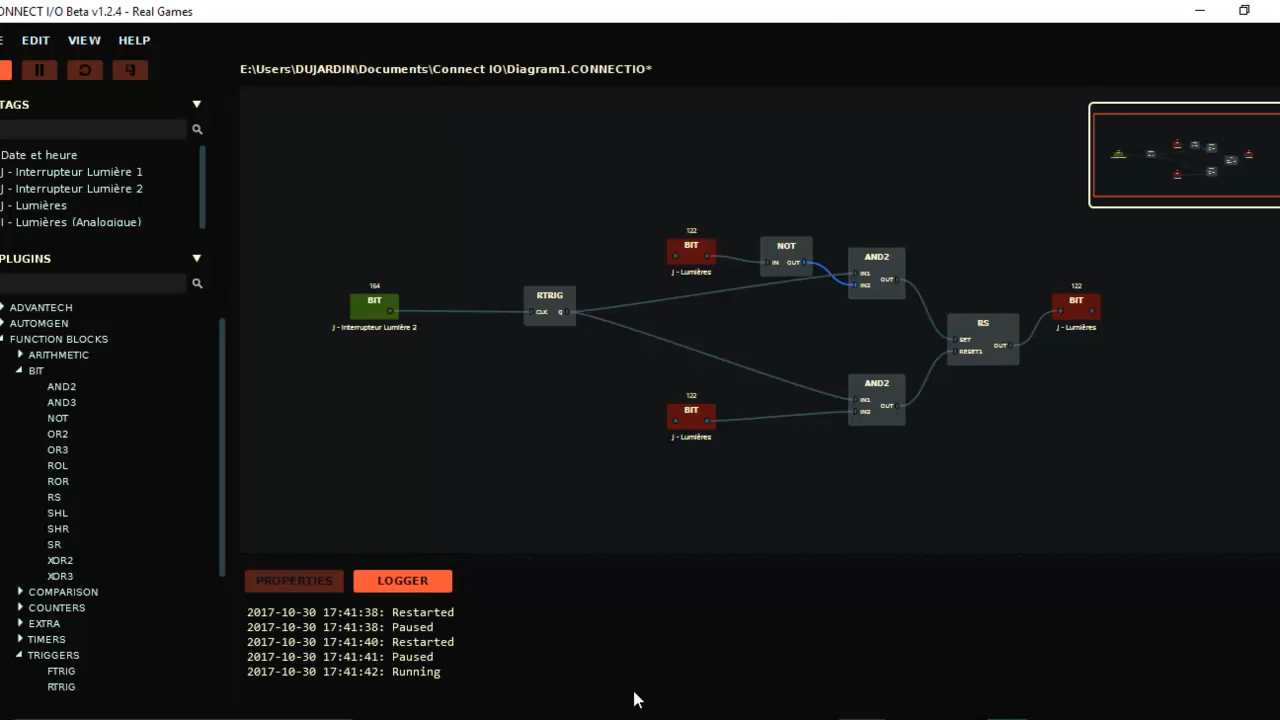 ONNECT I/O Beta v1.2.4 - Real Games
E EDIT VIEW HELP
E:\Users\DUJARDIN\Documents\Connect IO\Diagram1.CONNECTIO*
TAGS
Date et heure
J - Interrupteur Lumière 1
J - Interrupteur Lumière 2
J - Lumières
I - Lumières (Analogique)
PLUGINS
ADVANTECH
AUTOMGEN
FUNCTION BLOCKS
ARITHMETIC
BIT
AND2
AND3
NOT
OR2
OR3
ROL
ROR
RS
SHL
SHR
SR
XOR2
XOR3
COMPARISON
COUNTERS
EXTRA
TIMERS
TRIGGERS
FTRIG
RTRIG
164
BIT
J - Interrupteur Lumière 2
RTRIG
CLK Q
122
BIT
J - Lumières
NOT
IN OUT
AND2
IN1
OUT
IN2
122
BIT
J - Lumières
AND2
IN1
OUT
IN2
RS
SET
OUT
RESET1
122
BIT
J - Lumières
PROPERTIES LOGGER
2017-10-30 17:41:38: Restarted
2017-10-30 17:41:38: Paused
2017-10-30 17:41:40: Restarted
2017-10-30 17:41:41: Paused
2017-10-30 17:41:42: Running